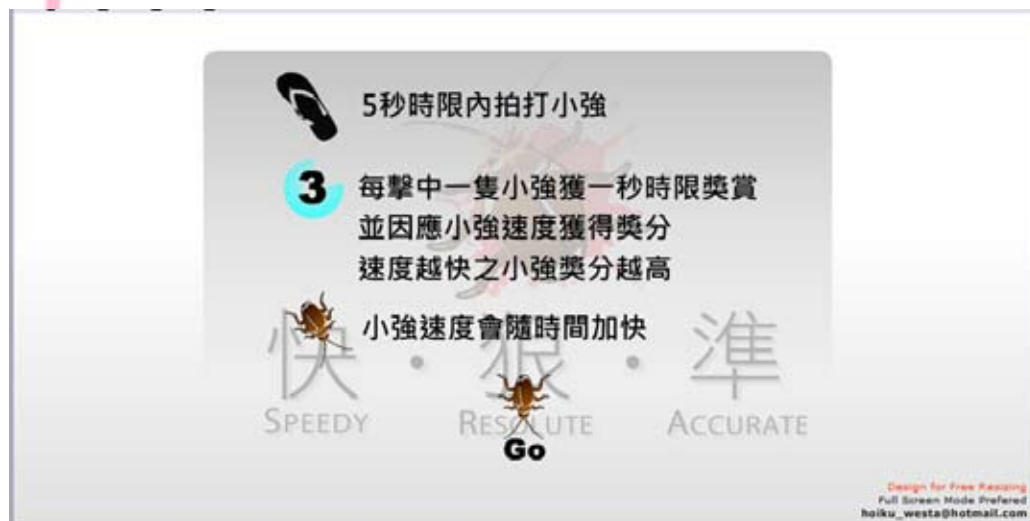 5秒時限內拍打小強
3
每擊中一隻小強獲一秒時限獎賞
並因應小強速度獲得獎分
速度越快之小強獎分越高
小強速度會隨時間加快
快・狠・準
SPEEDY RESOLUTE ACCURATE
Go
Design for Free Resizing
Full Screen Mode Prefered
hoiku_westa@hotmail.com